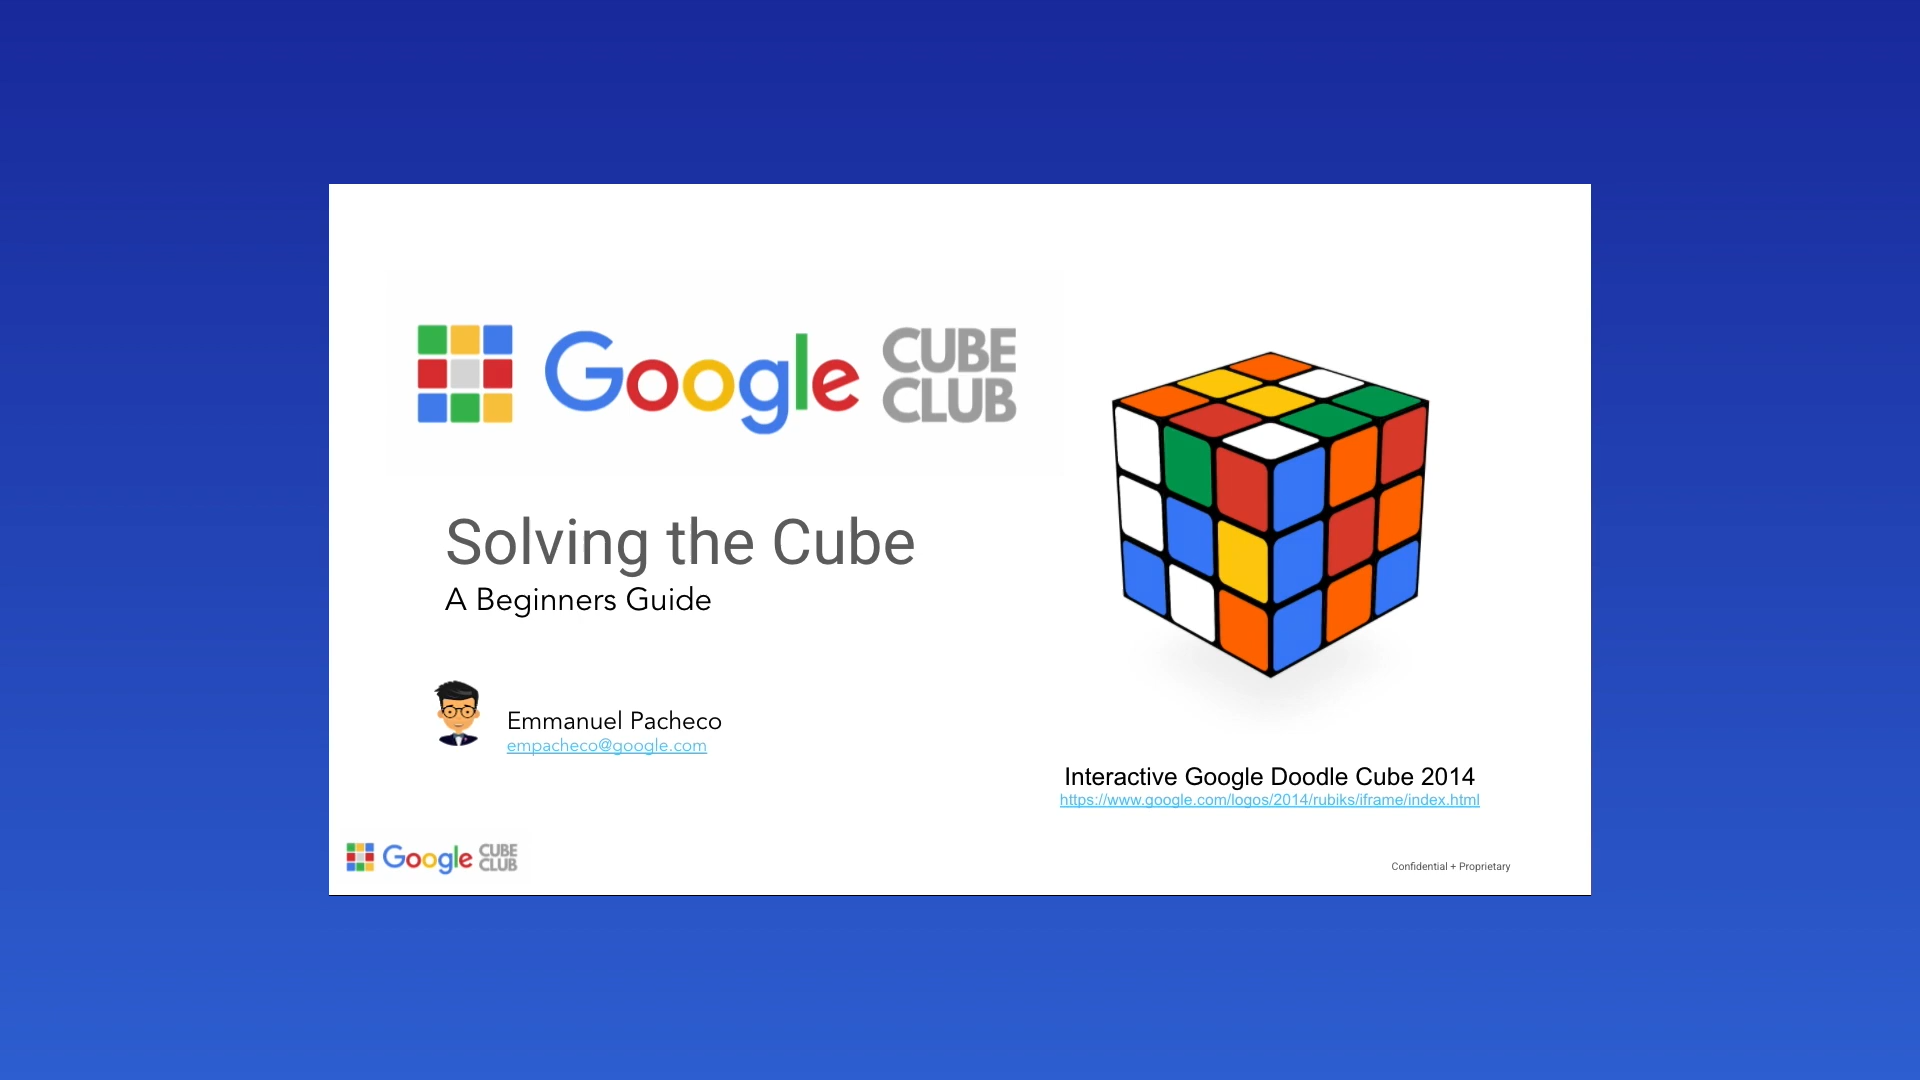 Google CUBE CLUB
Solving the Cube
A Beginners Guide
Emmanuel Pacheco
empacheco@google.com
Interactive Google Doodle Cube 2014
https://www.google.com/logos/2014/rubiks/iframe/index.html
Google CUBE CLUB
Confidential + Proprietary